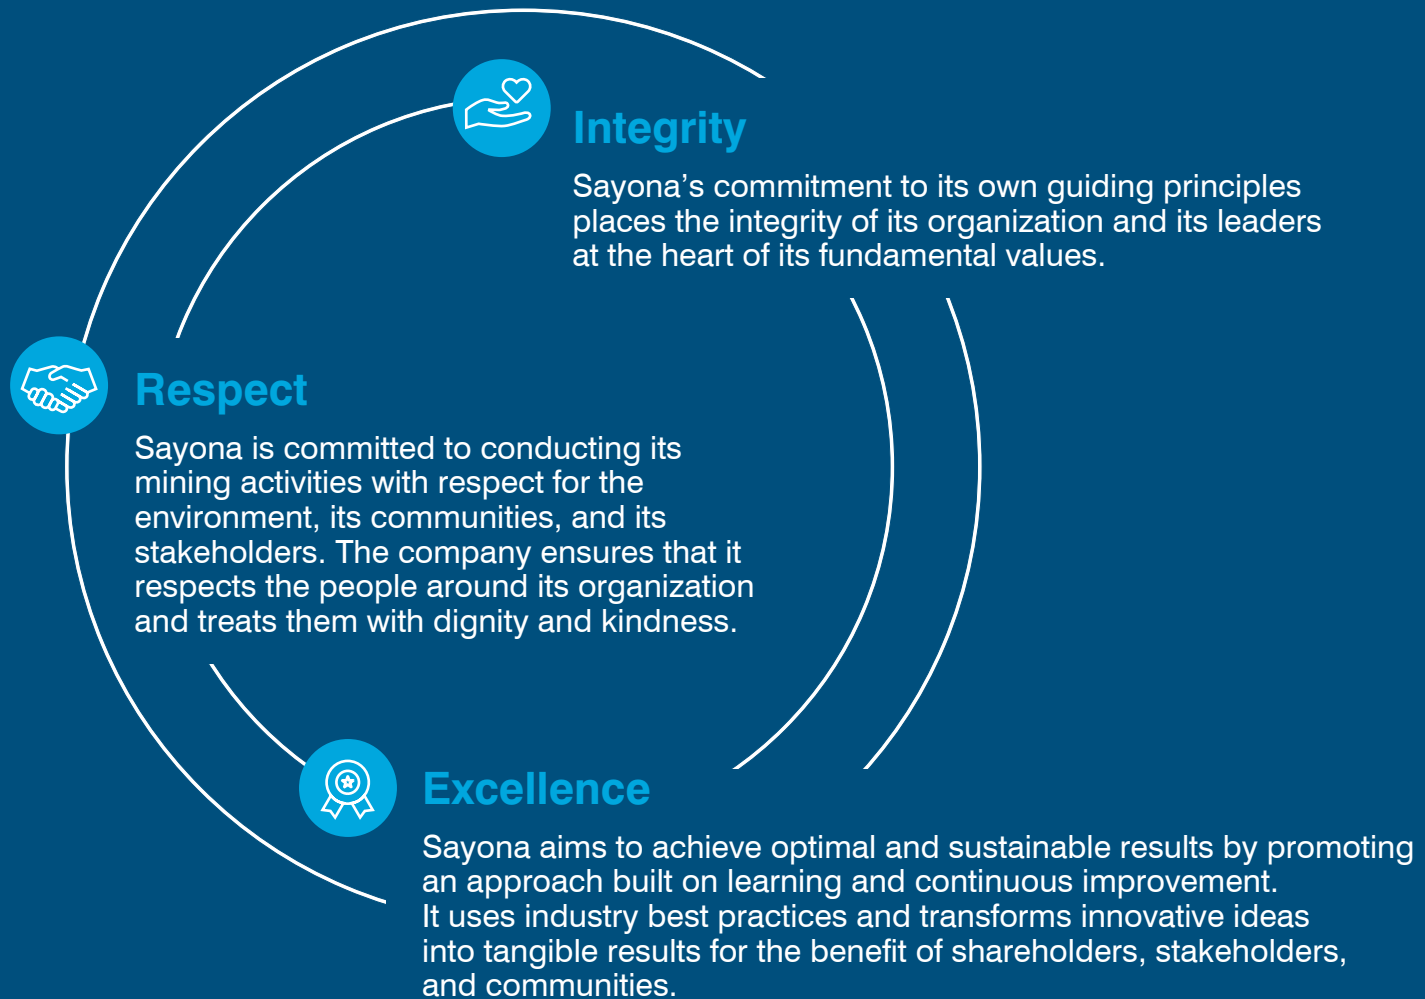 Integrity
Sayona’s commitment to its own guiding principles
places the integrity of its organization and its leaders
at the heart of its fundamental values.
Respect
Sayona is committed to conducting its
mining activities with respect for the
environment, its communities, and its
stakeholders. The company ensures that it
respects the people around its organization
and treats them with dignity and kindness.
Excellence
Sayona aims to achieve optimal and sustainable results by promoting
an approach built on learning and continuous improvement.
It uses industry best practices and transforms innovative ideas
into tangible results for the benefit of shareholders, stakeholders,
and communities.